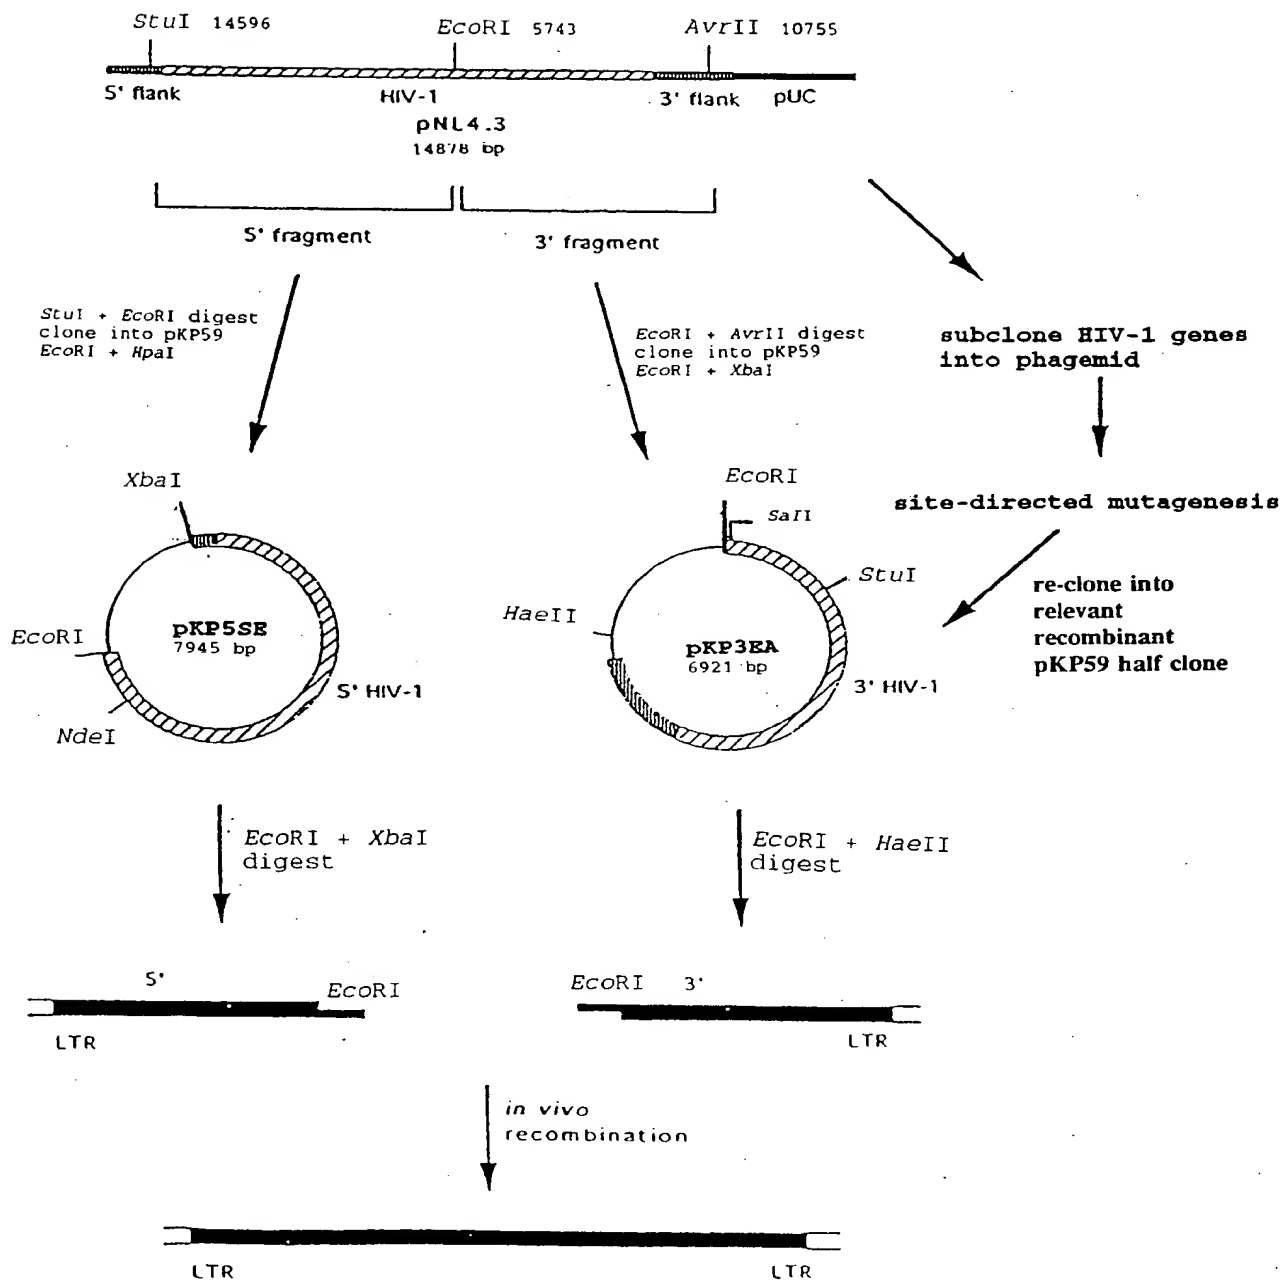 StuI 14596
EcoRI 5743
AvrII 10755
5' flank
HIV-1
3' flank
pUC
pNL4.3
14878 bp
5' fragment
3' fragment
StuI + EcoRI digest
clone into pKP59
EcoRI + HpaI
EcoRI + AvrII digest
clone into pKP59
EcoRI + XbaI
subclone HIV-1 genes
into phagemid
site-directed mutagenesis
re-clone into
relevant
recombinant
pKP59 half clone
XbaI
EcoRI
NdeI
pKP5SE
7945 bp
5' HIV-1
EcoRI
SalI
StuI
HaeII
pKP3EA
6921 bp
3' HIV-1
EcoRI + XbaI
digest
EcoRI + HaeII
digest
5'
EcoRI
LTR
EcoRI
3'
LTR
in vivo
recombination
LTR
LTR